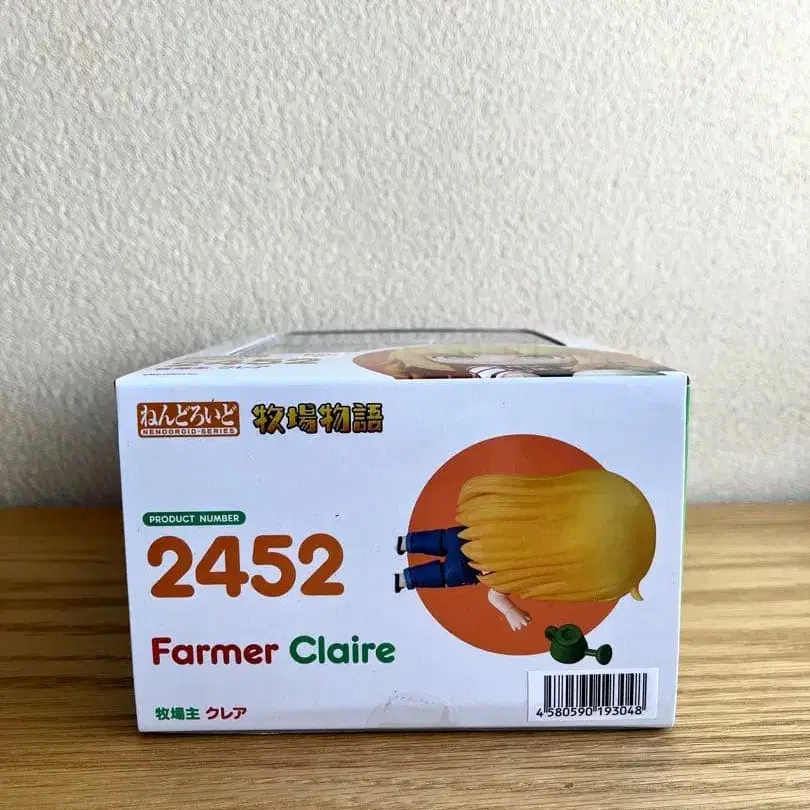 ねんどろいど
NENDOROID·SERIES
牧場物語
PRODUCT NUMBER
2452
Farmer Claire
牧場主 クレア
4 580590 193048